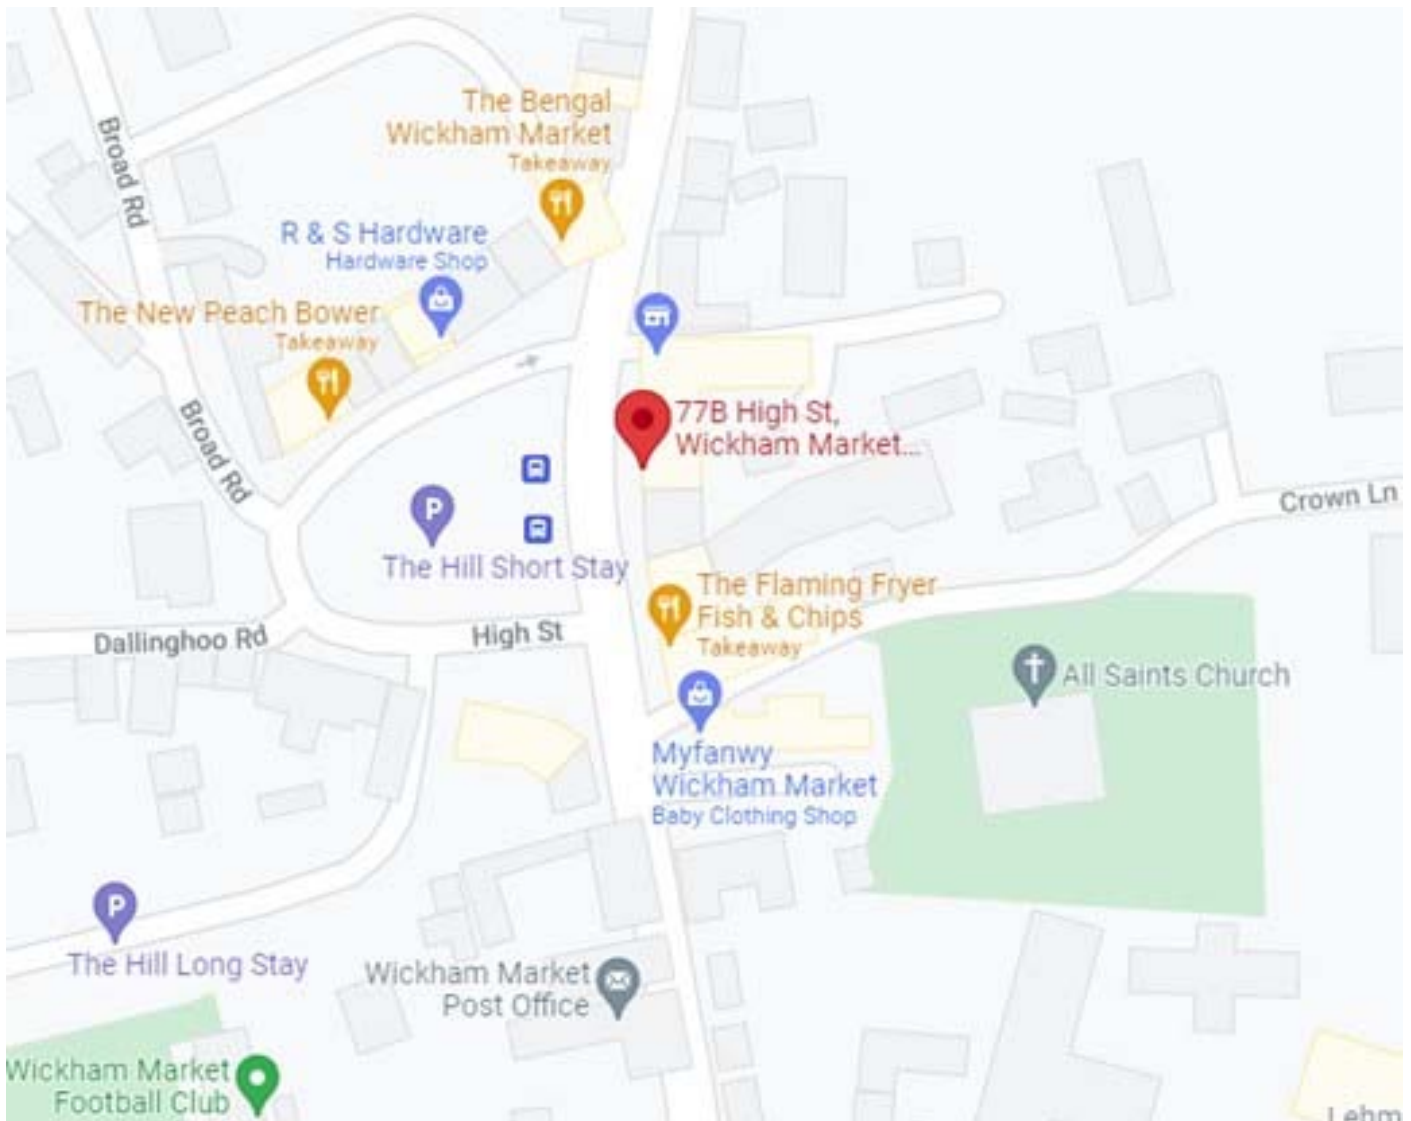 The Bengal
Wickham Market
Takeaway
Broad Rd
R & S Hardware
Hardware Shop
The New Peach Bower
Takeaway
77B High St,
Wickham Market...
Broad Rd
P
Crown Ln
The Hill Short Stay
The Flaming Fryer
Fish & Chips
Takeaway
Dallinghoo Rd
High St
All Saints Church
Myfanwy
Wickham Market
Baby Clothing Shop
P
The Hill Long Stay
Wickham Market
Post Office
Wickham Market
Football Club
Lehm